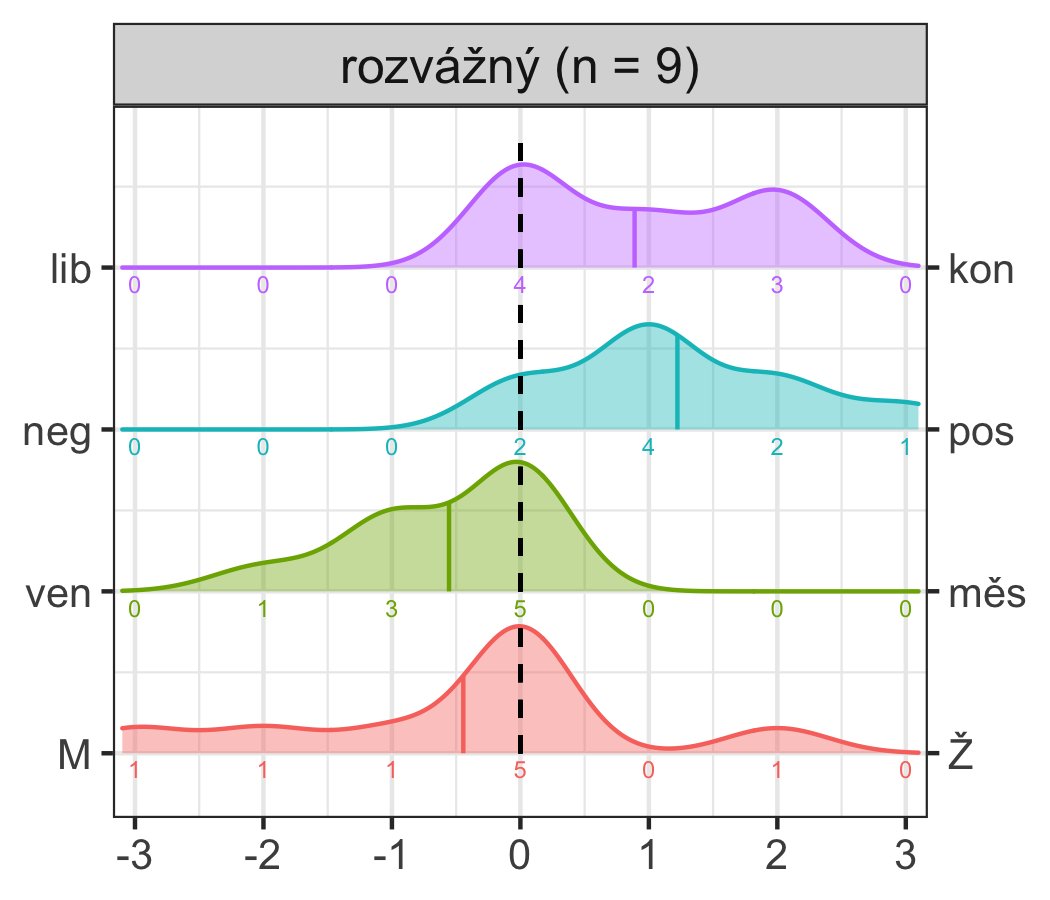 rozvážný (n = 9)
lib kon
0 0 0 4 2 3 0
neg pos
0 0 0 2 4 2 1
ven měs
0 1 3 5 0 0 0
M Ž
1 1 1 5 0 1 0
-3 -2 -1 0 1 2 3